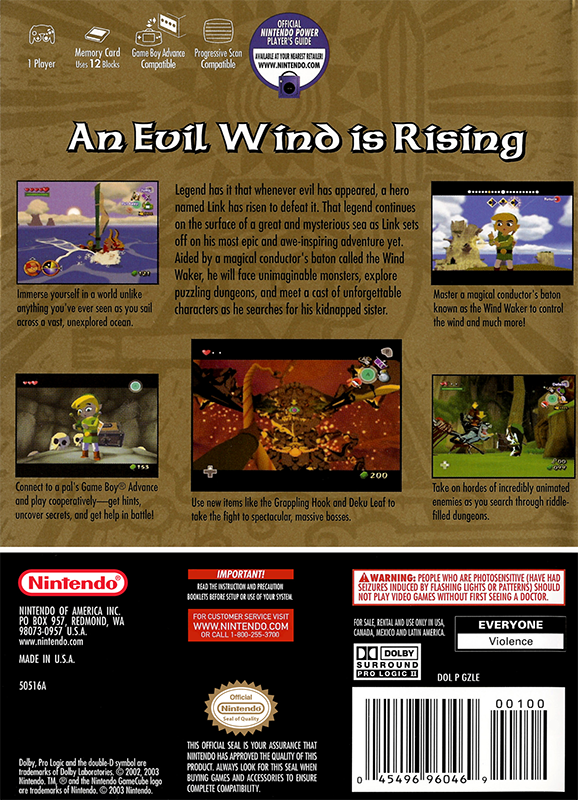 1 Player
Memory Card
Uses 12 Blocks
Game Boy Advance
Compatible
Progressive Scan
Compatible
OFFICIAL
NINTENDO POWER
PLAYER'S GUIDE
AVAILABLE AT YOUR NEAREST RETAILER!
WWW.NINTENDO.COM
An Evil Wind is Rising
Legend has it that whenever evil has appeared, a hero
named Link has risen to defeat it. That legend continues
on the surface of a great and mysterious sea as Link sets
off on his most epic and awe-inspiring adventure yet.
Aided by a magical conductor's baton called the Wind
Waker, he will face unimaginable monsters, explore
puzzling dungeons, and meet a cast of unforgettable
characters as he searches for his kidnapped sister.
Immerse yourself in a world unlike
anything you've ever seen as you sail
across a vast, unexplored ocean.
Master a magical conductor's baton
known as the Wind Waker to control
the wind and much more!
153
200
Connect to a pal's Game Boy® Advance
and play cooperatively—get hints,
uncover secrets, and get help in battle!
Use new items like the Grappling Hook and Deku Leaf to
take the fight to spectacular, massive bosses.
Take on hordes of incredibly animated
enemies as you search through riddle-
filled dungeons.
Nintendo®
NINTENDO OF AMERICA INC.
PO BOX 957, REDMOND, WA
98073-0957 U.S.A.
www.nintendo.com
MADE IN U.S.A.
50516A
Dolby, Pro Logic and the double-D symbol are
trademarks of Dolby Laboratories. © 2002, 2003
Nintendo. TM, ® and the Nintendo GameCube logo
are trademarks of Nintendo. © 2003 Nintendo.
IMPORTANT!
READ THE INSTRUCTION AND PRECAUTION
BOOKLETS BEFORE SETUP OR USE OF YOUR SYSTEM.
FOR CUSTOMER SERVICE VISIT
WWW.NINTENDO.COM
OR CALL 1-800-255-3700
Official
Nintendo
Seal of Quality
THIS OFFICIAL SEAL IS YOUR ASSURANCE THAT
NINTENDO HAS APPROVED THE QUALITY OF THIS
PRODUCT. ALWAYS LOOK FOR THIS SEAL WHEN
BUYING GAMES AND ACCESSORIES TO ENSURE
COMPLETE COMPATIBILITY.
WARNING: PEOPLE WHO ARE PHOTOSENSITIVE (HAVE HAD
SEIZURES INDUCED BY FLASHING LIGHTS OR PATTERNS) SHOULD
NOT PLAY VIDEO GAMES WITHOUT FIRST SEEING A DOCTOR.
FOR SALE, RENTAL AND USE ONLY IN USA,
CANADA, MEXICO AND LATIN AMERICA.
EVERYONE
Violence
DOLBY
SURROUND
PRO LOGIC II
DOL P GZLE
00100
0 45496 96046 9